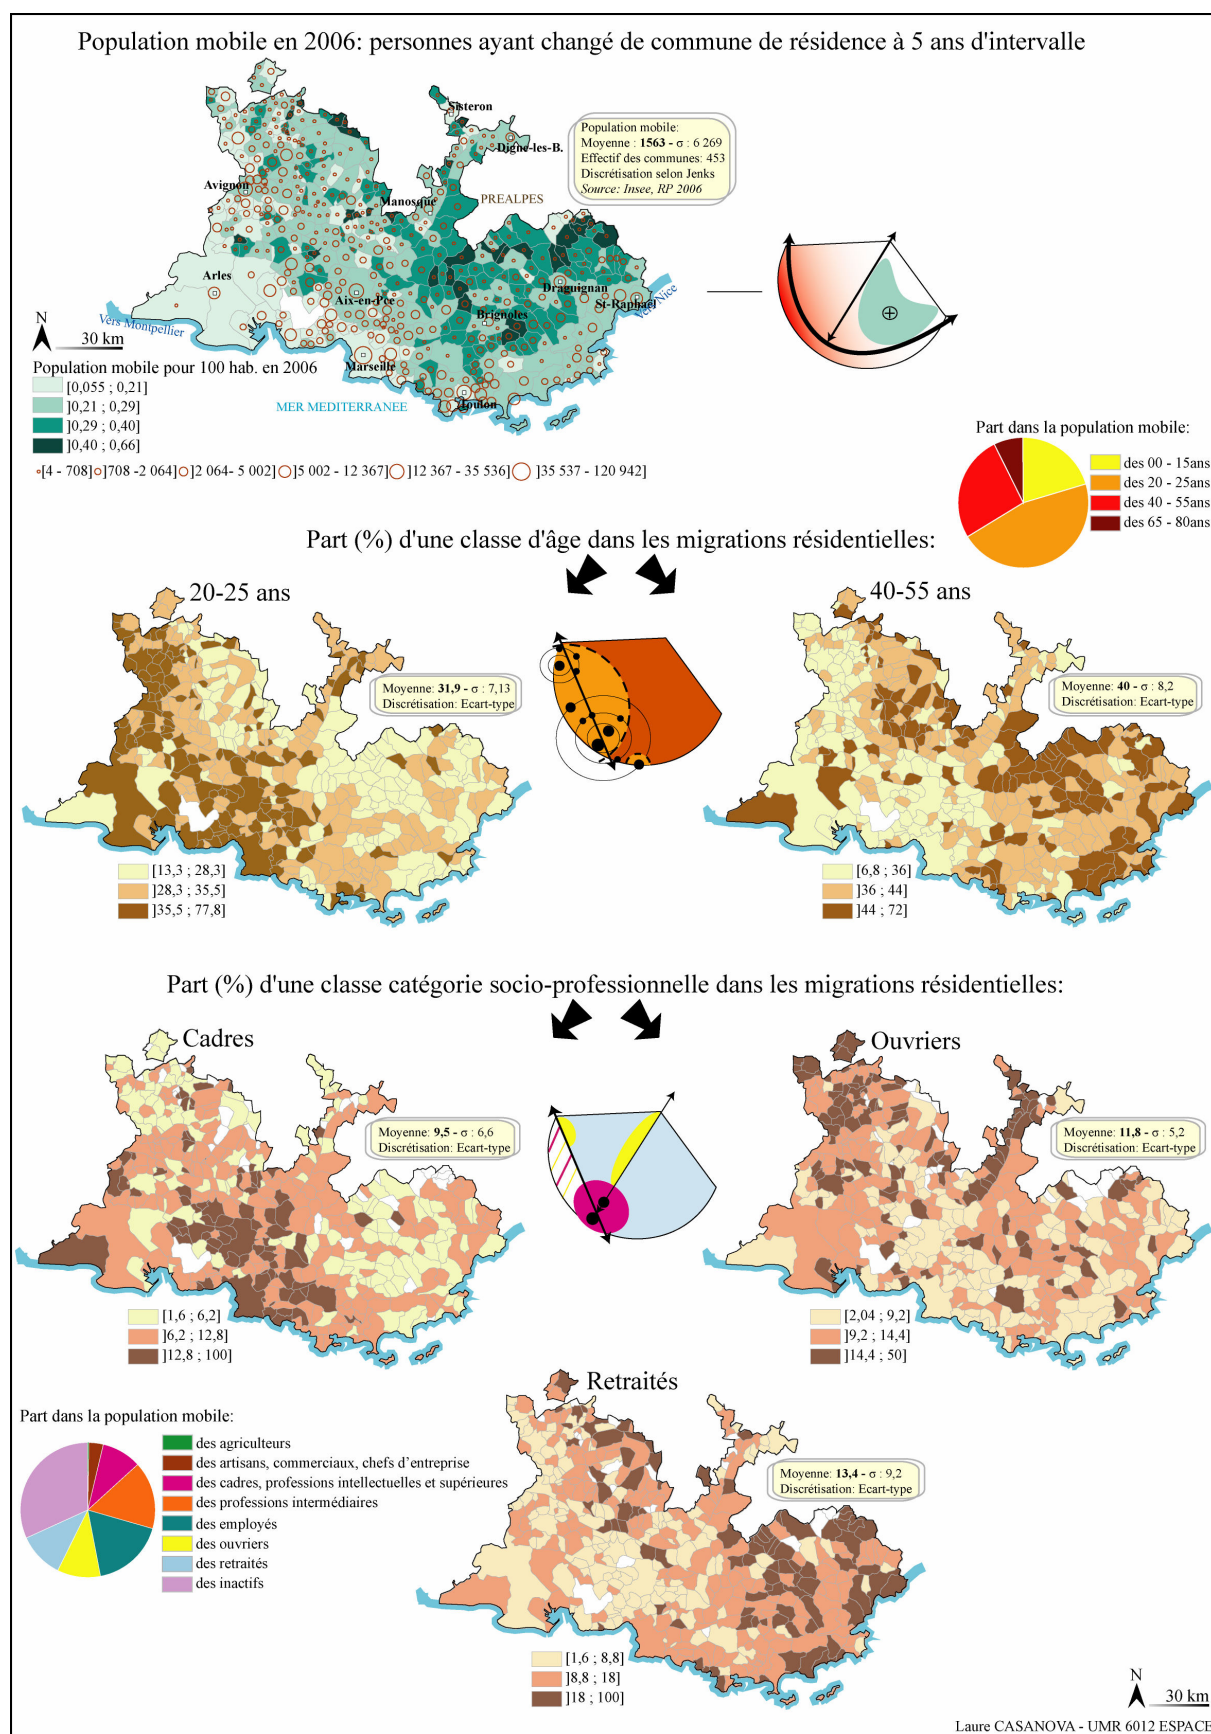 Population mobile en 2006: personnes ayant changé de commune de résidence à 5 ans d'intervalle
Sisteron
Digne-les-B.
Avignon
Manosque
PREALPES
Population mobile:
Moyenne : 1563 - σ : 6 269
Effectif des communes: 453
Discrétisation selon Jenks
Source: Insee, RP 2006
Arles
Aix-en-Pce
Draguignan
St-Raphaël
Vers Nice
Brignoles
Vers Montpellier
Marseille
Toulon
MER MEDITERRANEE
N
30 km
Population mobile pour 100 hab. en 2006
[0,055 ; 0,21]
]0,21 ; 0,29]
]0,29 ; 0,40]
]0,40 ; 0,66]
[4 - 708] ]708 -2 064] ]2 064- 5 002] ]5 002 - 12 367] ]12 367 - 35 536] ]35 537 - 120 942]
Part dans la population mobile:
des 00 - 15ans
des 20 - 25ans
des 40 - 55ans
des 65 - 80ans
Part (%) d'une classe d'âge dans les migrations résidentielles:
20-25 ans
Moyenne: 31,9 - σ : 7,13
Discrétisation: Ecart-type
[13,3 ; 28,3]
]28,3 ; 35,5]
]35,5 ; 77,8]
40-55 ans
Moyenne: 40 - σ : 8,2
Discrétisation: Ecart-type
[6,8 ; 36]
]36 ; 44]
]44 ; 72]
Part (%) d'une classe catégorie socio-professionnelle dans les migrations résidentielles:
Cadres
Moyenne: 9,5 - σ : 6,6
Discrétisation: Ecart-type
[1,6 ; 6,2]
]6,2 ; 12,8]
]12,8 ; 100]
Ouvriers
Moyenne: 11,8 - σ : 5,2
Discrétisation: Ecart-type
[2,04 ; 9,2]
]9,2 ; 14,4]
]14,4 ; 50]
Retraités
Moyenne: 13,4 - σ : 9,2
Discrétisation: Ecart-type
[1,6 ; 8,8]
]8,8 ; 18]
]18 ; 100]
Part dans la population mobile:
des agriculteurs
des artisans, commerciaux, chefs d'entreprise
des cadres, professions intellectuelles et supérieures
des professions intermédiaires
des employés
des ouvriers
des retraités
des inactifs
N
30 km
Laure CASANOVA - UMR 6012 ESPACE